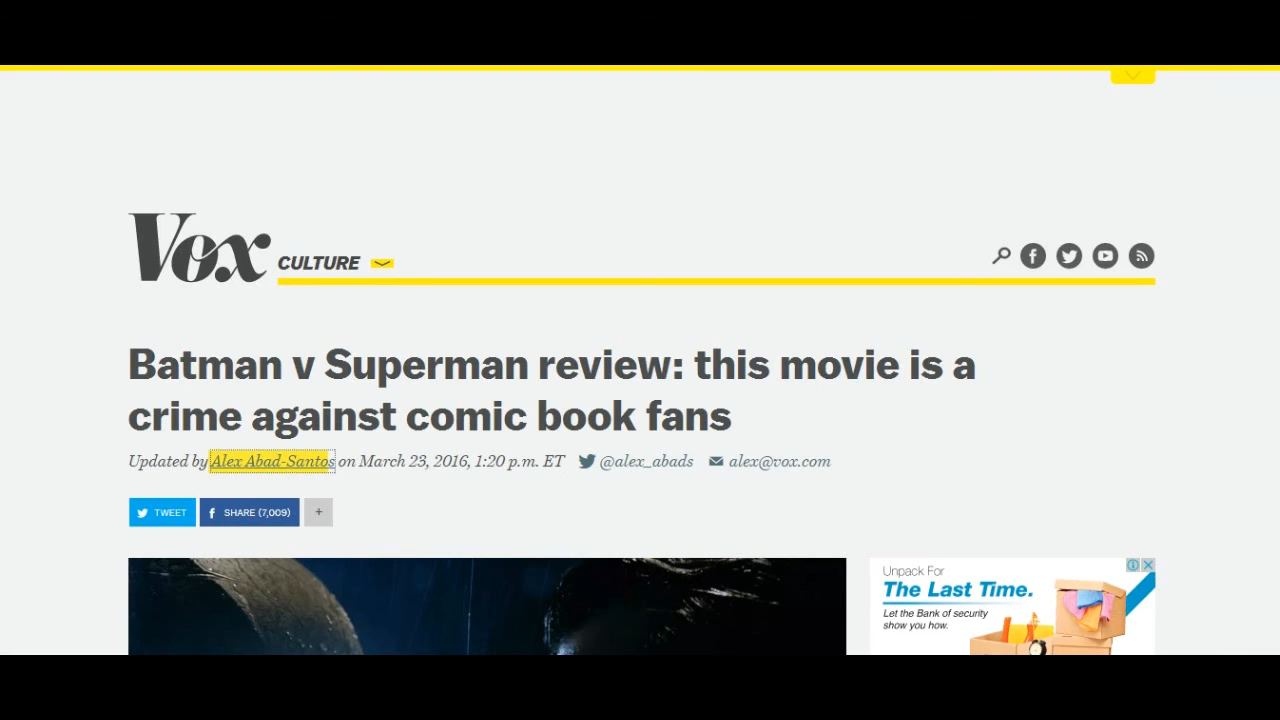 Vox CULTURE
Batman v Superman review: this movie is a
crime against comic book fans
Updated by Alex Abad-Santos on March 23, 2016, 1:20 p.m. ET @alex_abads alex@vox.com
TWEET SHARE (7,009) +
Unpack For
The Last Time.
Let the Bank of security
show you how.